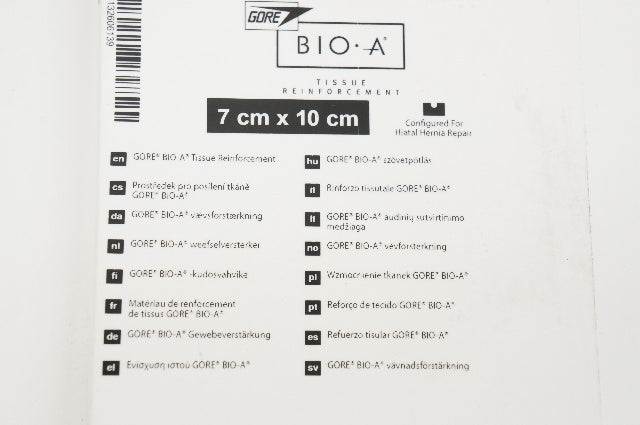 132606139
GORE
BIO·A®
TISSUE
REINFORCEMENT
7 cm x 10 cm
Configured For
Hiatal Hernia Repair
en GORE® BIO-A® Tissue Reinforcement
cs Prostředek pro posílení tkáně
GORE® BIO-A®
da GORE® BIO-A® vævsforstærkning
nl GORE® BIO-A® weefselversterker
fi GORE® BIO-A® -kudosvahvike
fr Matériau de renforcement
de tissus GORE® BIO-A®
de GORE® BIO-A® Gewebeverstärkung
el Ενίσχυση ιστού GORE® BIO-A®
hu GORE® BIO-A® szövetpótlás
it Rinforzo tissutale GORE® BIO-A®
lt GORE® BIO-A® audinių sutvirtinimo
medžiaga
no GORE® BIO-A® vevforsterkning
pl Wzmocnienie tkanek GORE® BIO-A®
pt Reforço de tecido GORE® BIO-A®
es Refuerzo tisular GORE® BIO-A®
sv GORE® BIO-A® vävnadsförstärkning